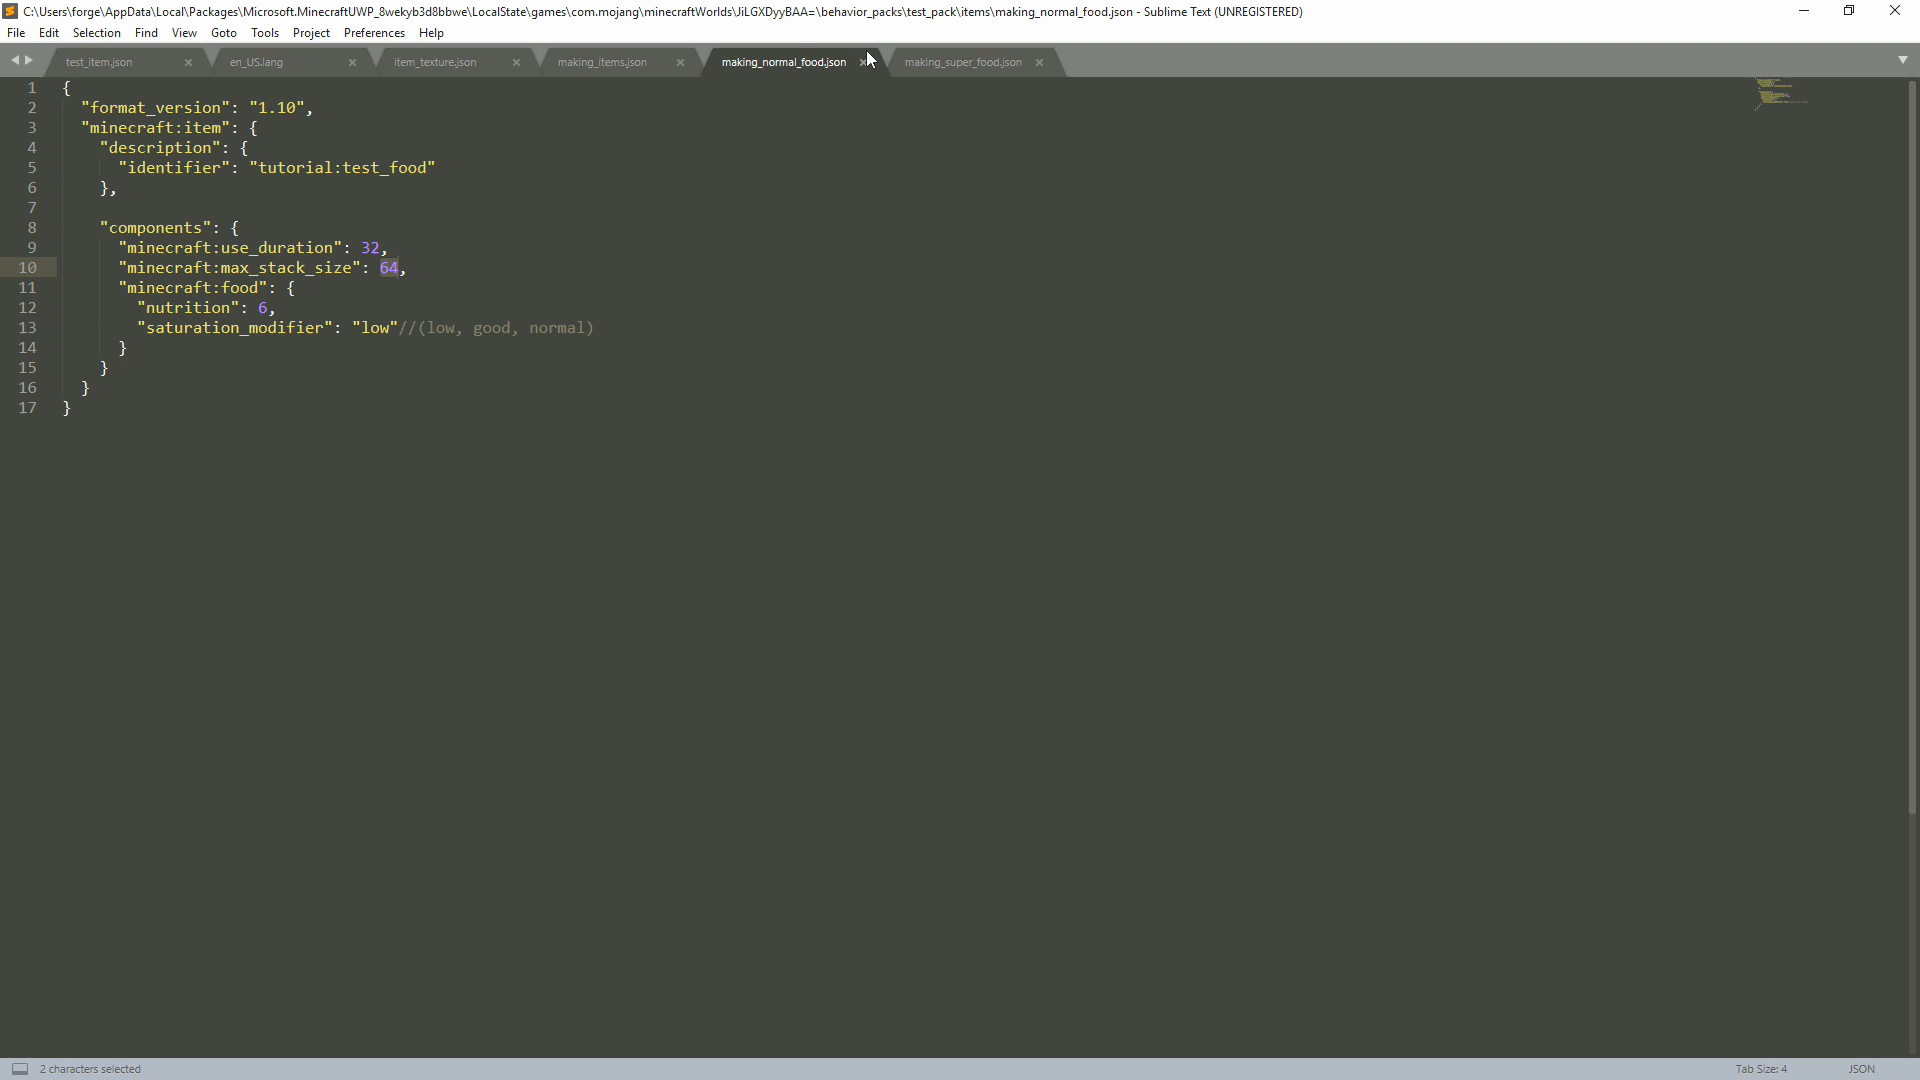 C:\Users\forge\AppData\Local\Packages\Microsoft.MinecraftUWP_8wekyb3d8bbwe\LocalState\games\com.mojang\minecraftWorlds\JiLGXDyyBAA=\behavior_packs\test_pack\items\making_normal_food.json - Sublime Text (UNREGISTERED)
File Edit Selection Find View Goto Tools Project Preferences Help
test_item.json en_US.lang item_texture.json making_items.json making_normal_food.json making_super_food.json
1 {
2 "format_version": "1.10",
3 "minecraft:item": {
4 "description": {
5 "identifier": "tutorial:test_food"
6 },
7
8 "components": {
9 "minecraft:use_duration": 32,
10 "minecraft:max_stack_size": 64,
11 "minecraft:food": {
12 "nutrition": 6,
13 "saturation_modifier": "low"//(low, good, normal)
14 }
15 }
16 }
17 }
2 characters selected Tab Size: 4 JSON